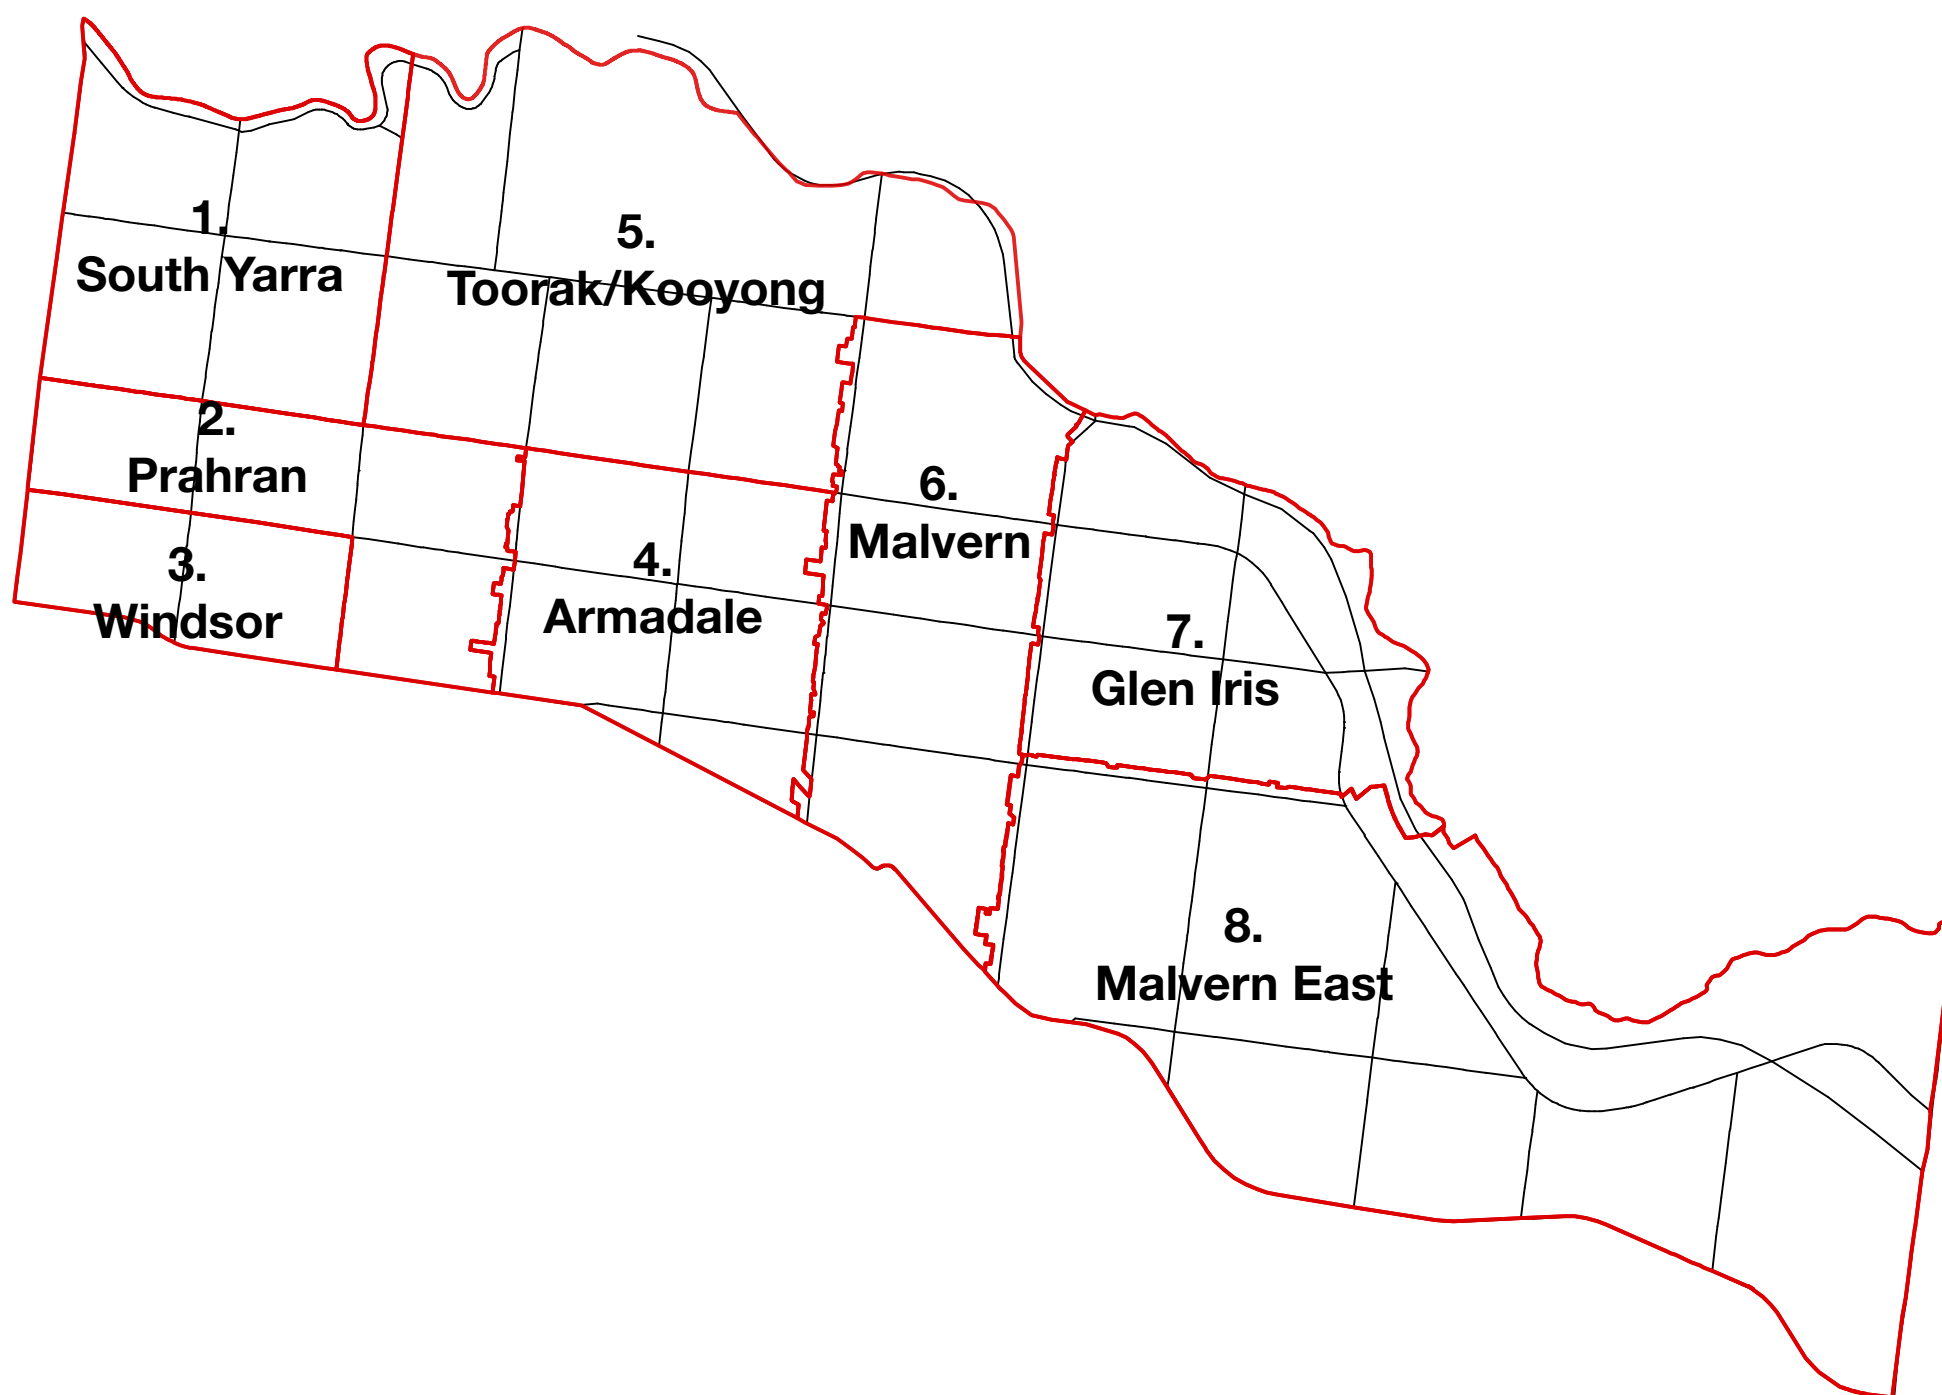 1.
South Yarra
2.
Prahran
3.
Windsor
4.
Armadale
5.
Toorak/Kooyong
6.
Malvern
7.
Glen Iris
8.
Malvern East